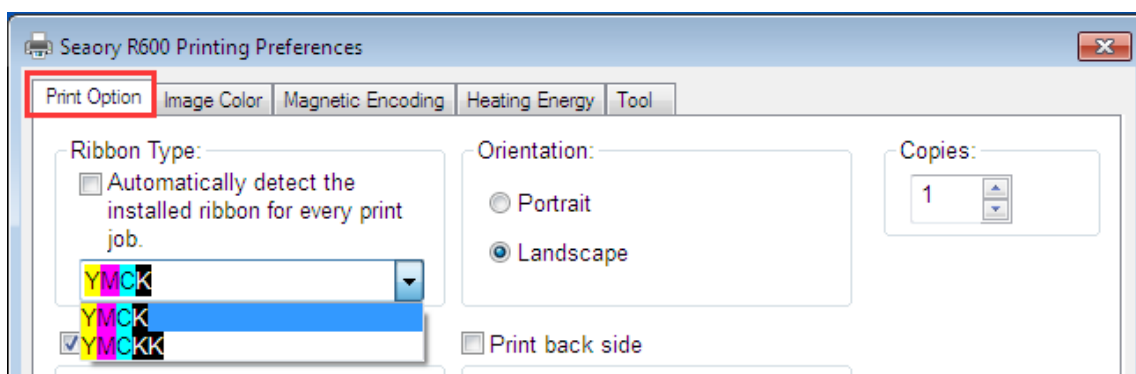 Seaory R600 Printing Preferences
Print Option Image Color Magnetic Encoding Heating Energy Tool
Ribbon Type:
Automatically detect the
installed ribbon for every print
job.
YMCK
YMCK
YMCKK
Orientation:
Portrait
Landscape
Print back side
Copies:
1